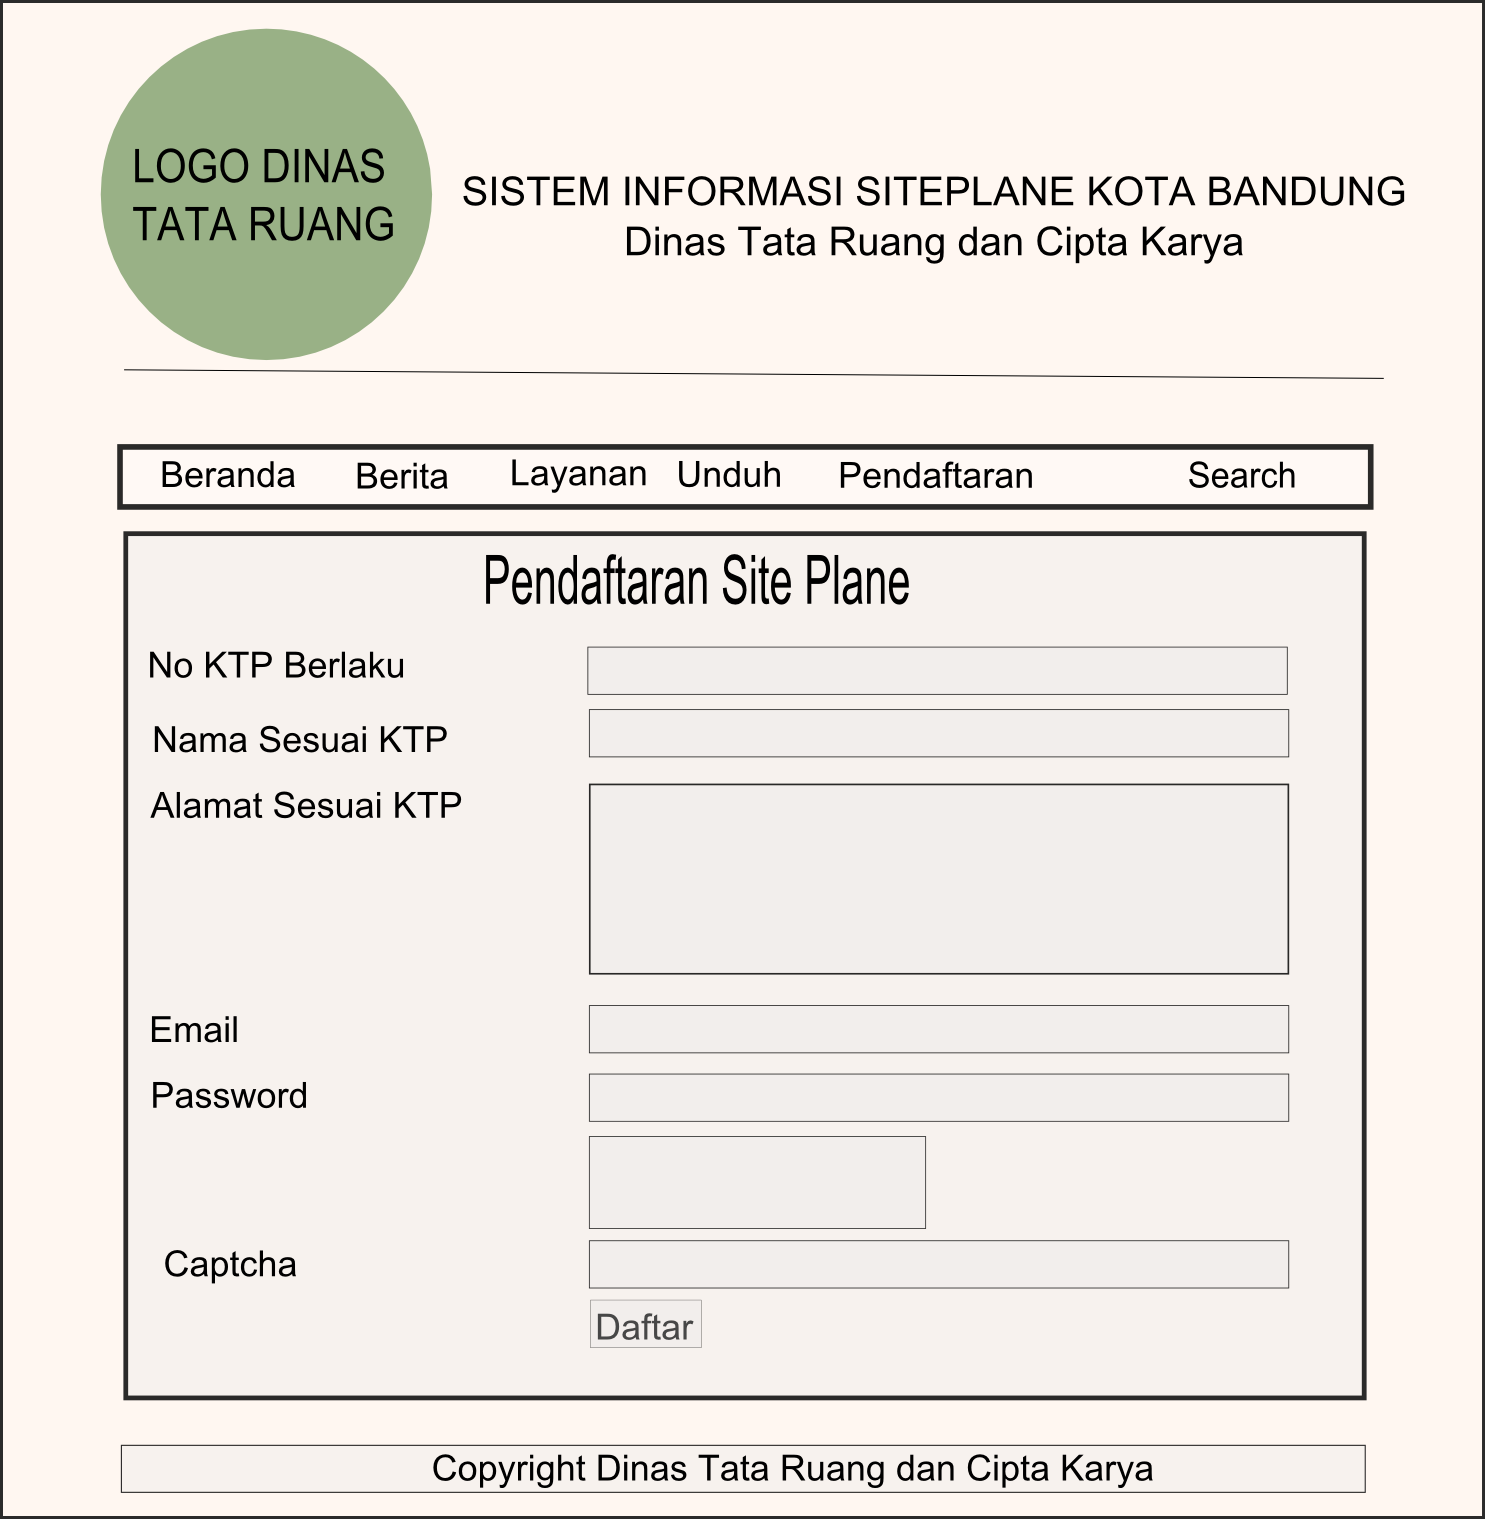 LOGO DINAS
TATA RUANG
SISTEM INFORMASI SITEPLANE KOTA BANDUNG
Dinas Tata Ruang dan Cipta Karya
Beranda Berita Layanan Unduh Pendaftaran Search
Pendaftaran Site Plane
No KTP Berlaku
Nama Sesuai KTP
Alamat Sesuai KTP
Email
Password
Captcha
Daftar
Copyright Dinas Tata Ruang dan Cipta Karya